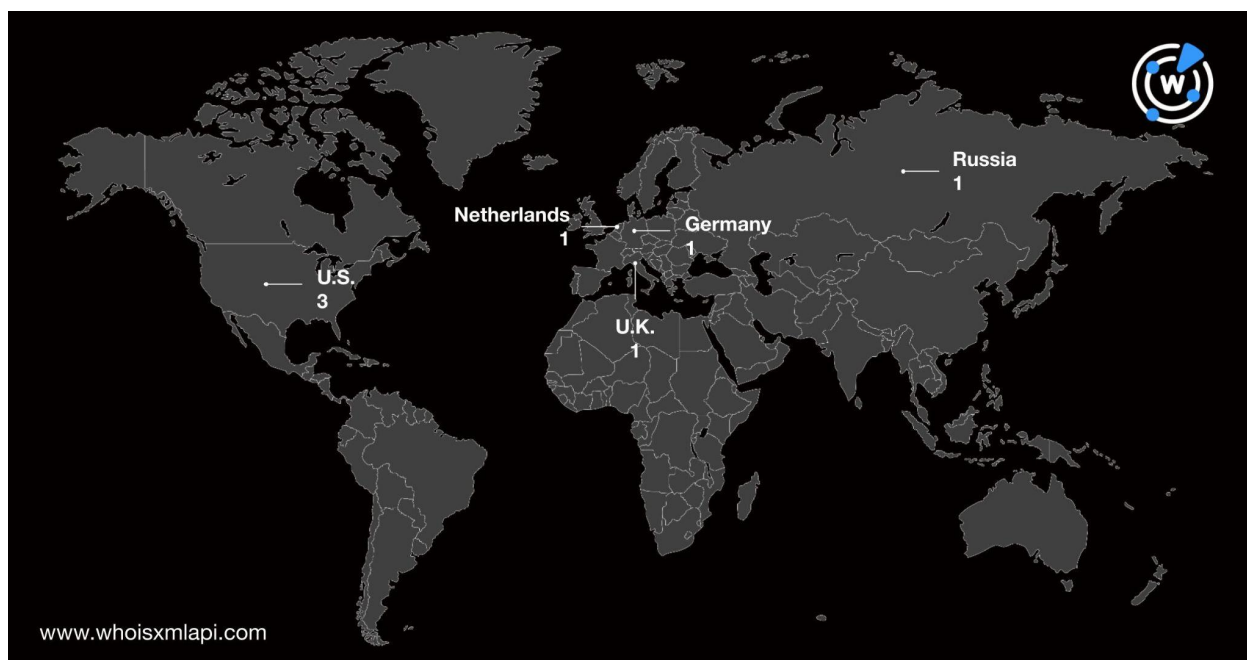 W
Russia
1
Netherlands
1
Germany
1
U.S.
3
U.K.
1
www.whoisxmlapi.com